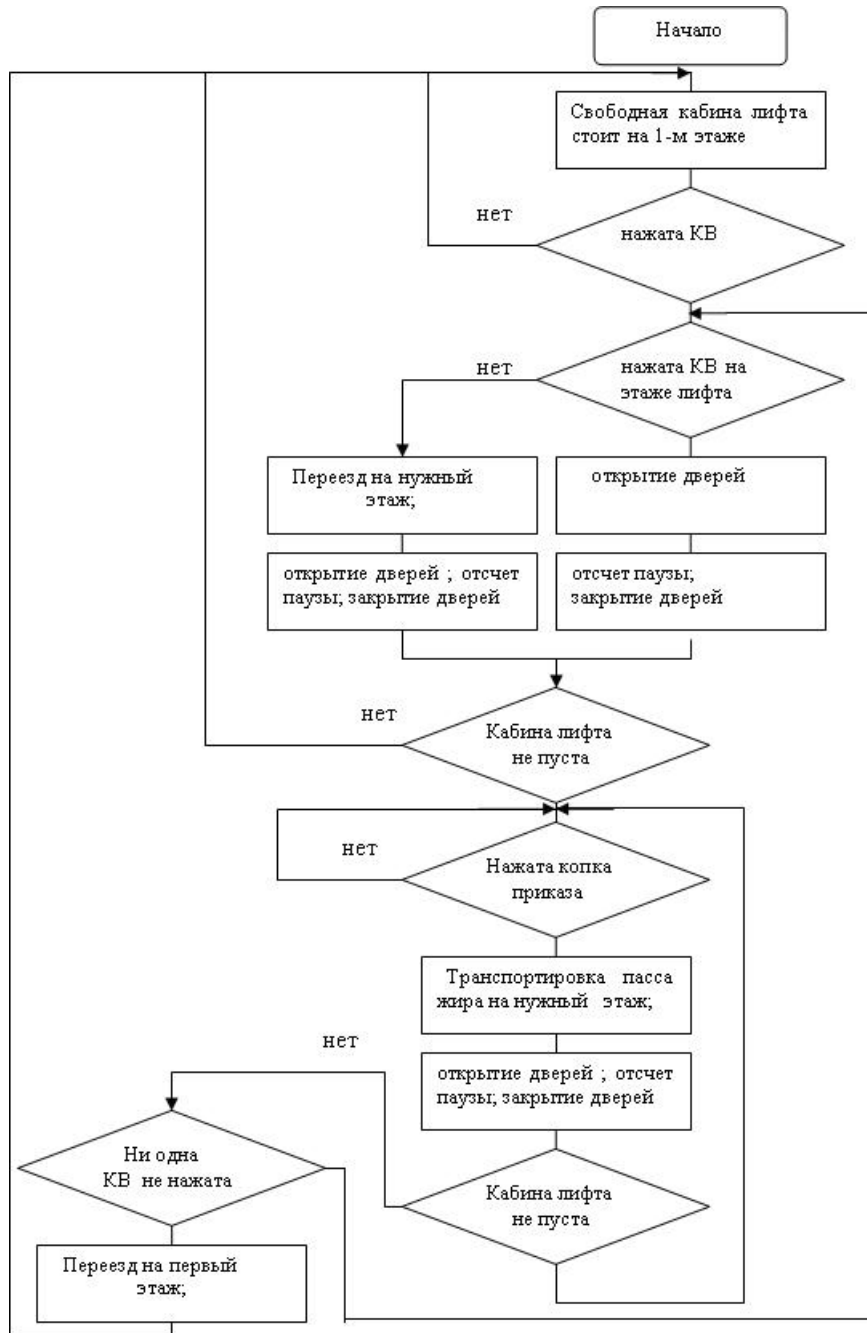 Начало
Свободная кабина лифта
стоит на 1-м этаже
нет
нажата КВ
нет
нажата КВ на
этаже лифта
Переезд на нужный
этаж;
открытие дверей
открытие дверей ; отсчет
паузы; закрытие дверей
отсчет паузы;
закрытие дверей
нет
Кабина лифта
не пуста
нет
Нажата копка
приказа
Транспортировка пасса
жира на нужный этаж;
нет
открытие дверей ; отсчет
паузы; закрытие дверей
Ни одна
КВ не нажата
Кабина лифта
не пуста
Переезд на первый
этаж;